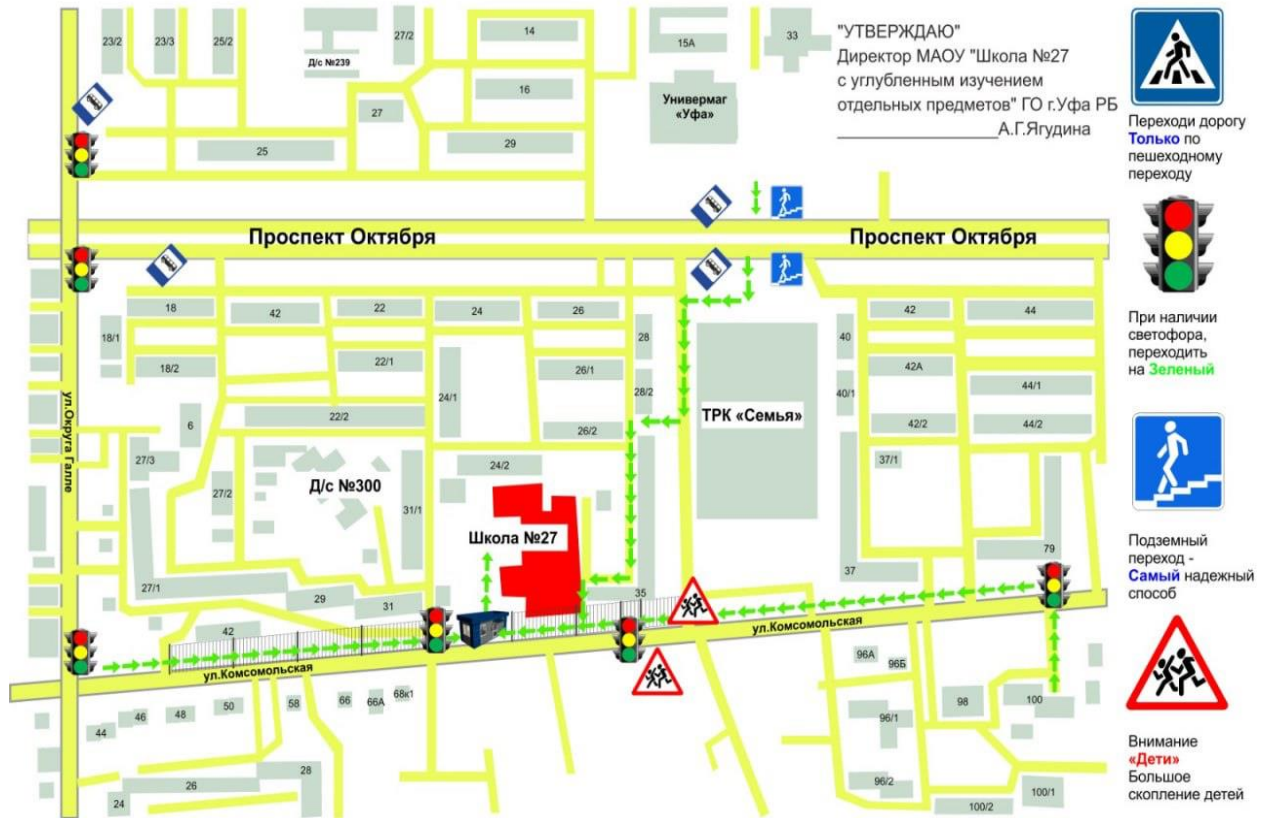 23/2
23/3
25/2
27/2
14
15А
33
Д/с №239
16
27
Универмаг
«Уфа»
25
29
"УТВЕРЖДАЮ"
Директор МАОУ "Школа №27
с углубленным изучением
отдельных предметов" ГО г.Уфа РБ
____________________А.Г.Ягудина
Переходи дорогу
Только по
пешеходному
переходу
Проспект Октября
Проспект Октября
18
42
22
24
26
28
40
42
44
18/1
18/2
22/1
24/1
26/1
28/2
40/1
42А
44/1
6
22/2
26/2
ТРК «Семья»
42/2
44/2
ул.Округа Галле
27/3
27/2
Д/с №300
31/1
24/2
37/1
Школа №27
27/1
29
31
35
37
79
42
ул.Комсомольская
ул.Комсомольская
44
46
48
50
58
66
66А
68к1
96А
96Б
96/1
98
100
24
26
28
96/2
100/2
100/1
При наличии
светофора,
переходить
на Зеленый
Подземный
переход -
Самый надежный
способ
Внимание
«Дети»
Большое
скопление детей